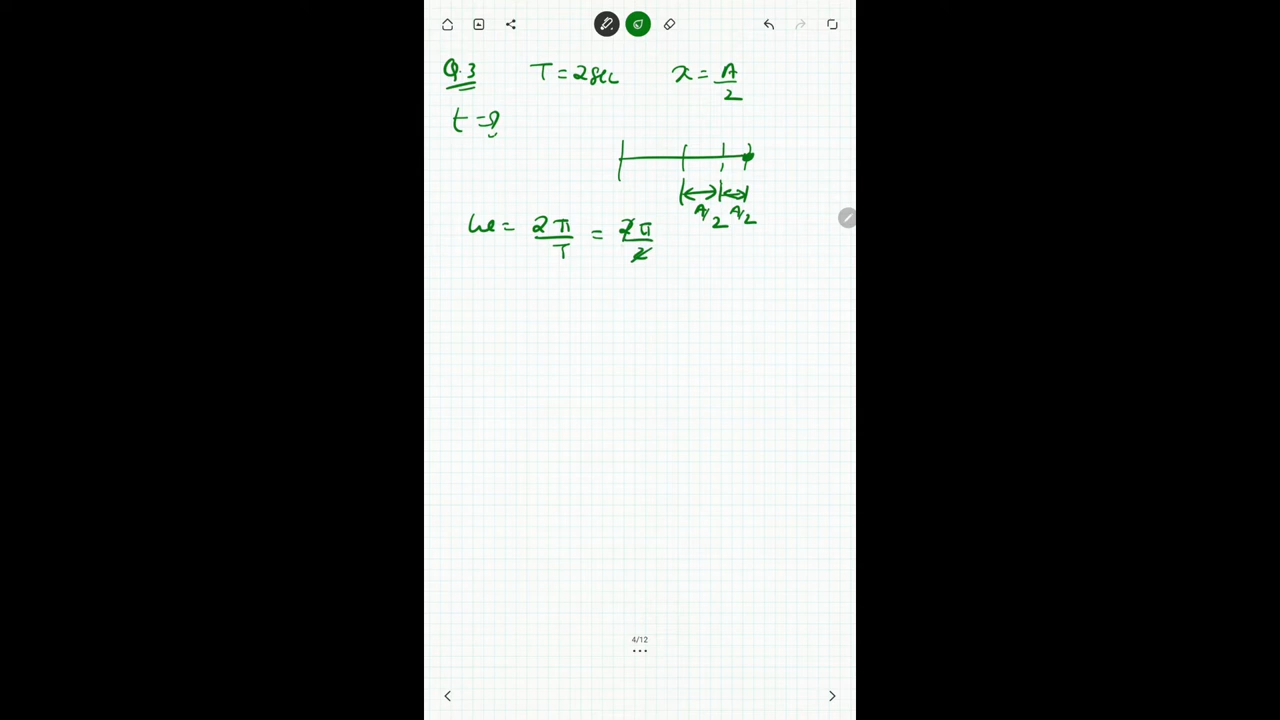 Q.3 T = 2sec x = A/2
t = ?
A/2 A/2
ω = 2π/T = 2π/2
4/12